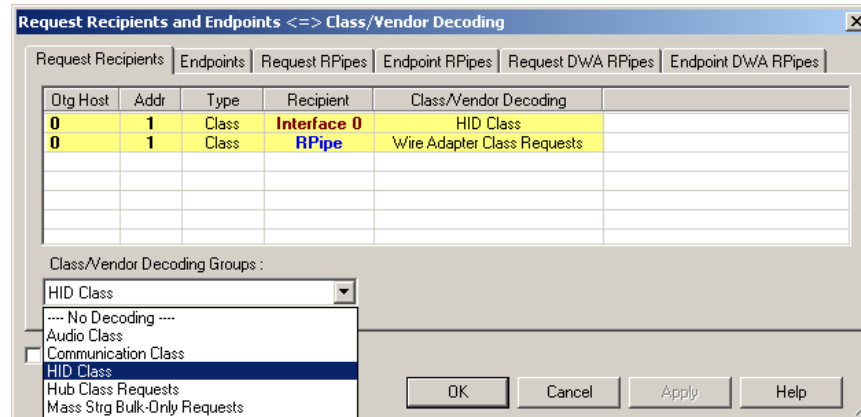 Request Recipients and Endpoints <=> Class/Vendor Decoding
Request Recipients Endpoints Request RPipes Endpoint RPipes Request DWA RPipes Endpoint DWA RPipes
Otg Host Addr Type Recipient Class/Vendor Decoding
0 1 Class Interface 0 HID Class
0 1 Class RPipe Wire Adapter Class Requests
Class/Vendor Decoding Groups :
HID Class
---- No Decoding ----
Audio Class
Communication Class
HID Class
Hub Class Requests
Mass Strg Bulk-Only Requests
OK Cancel Apply Help